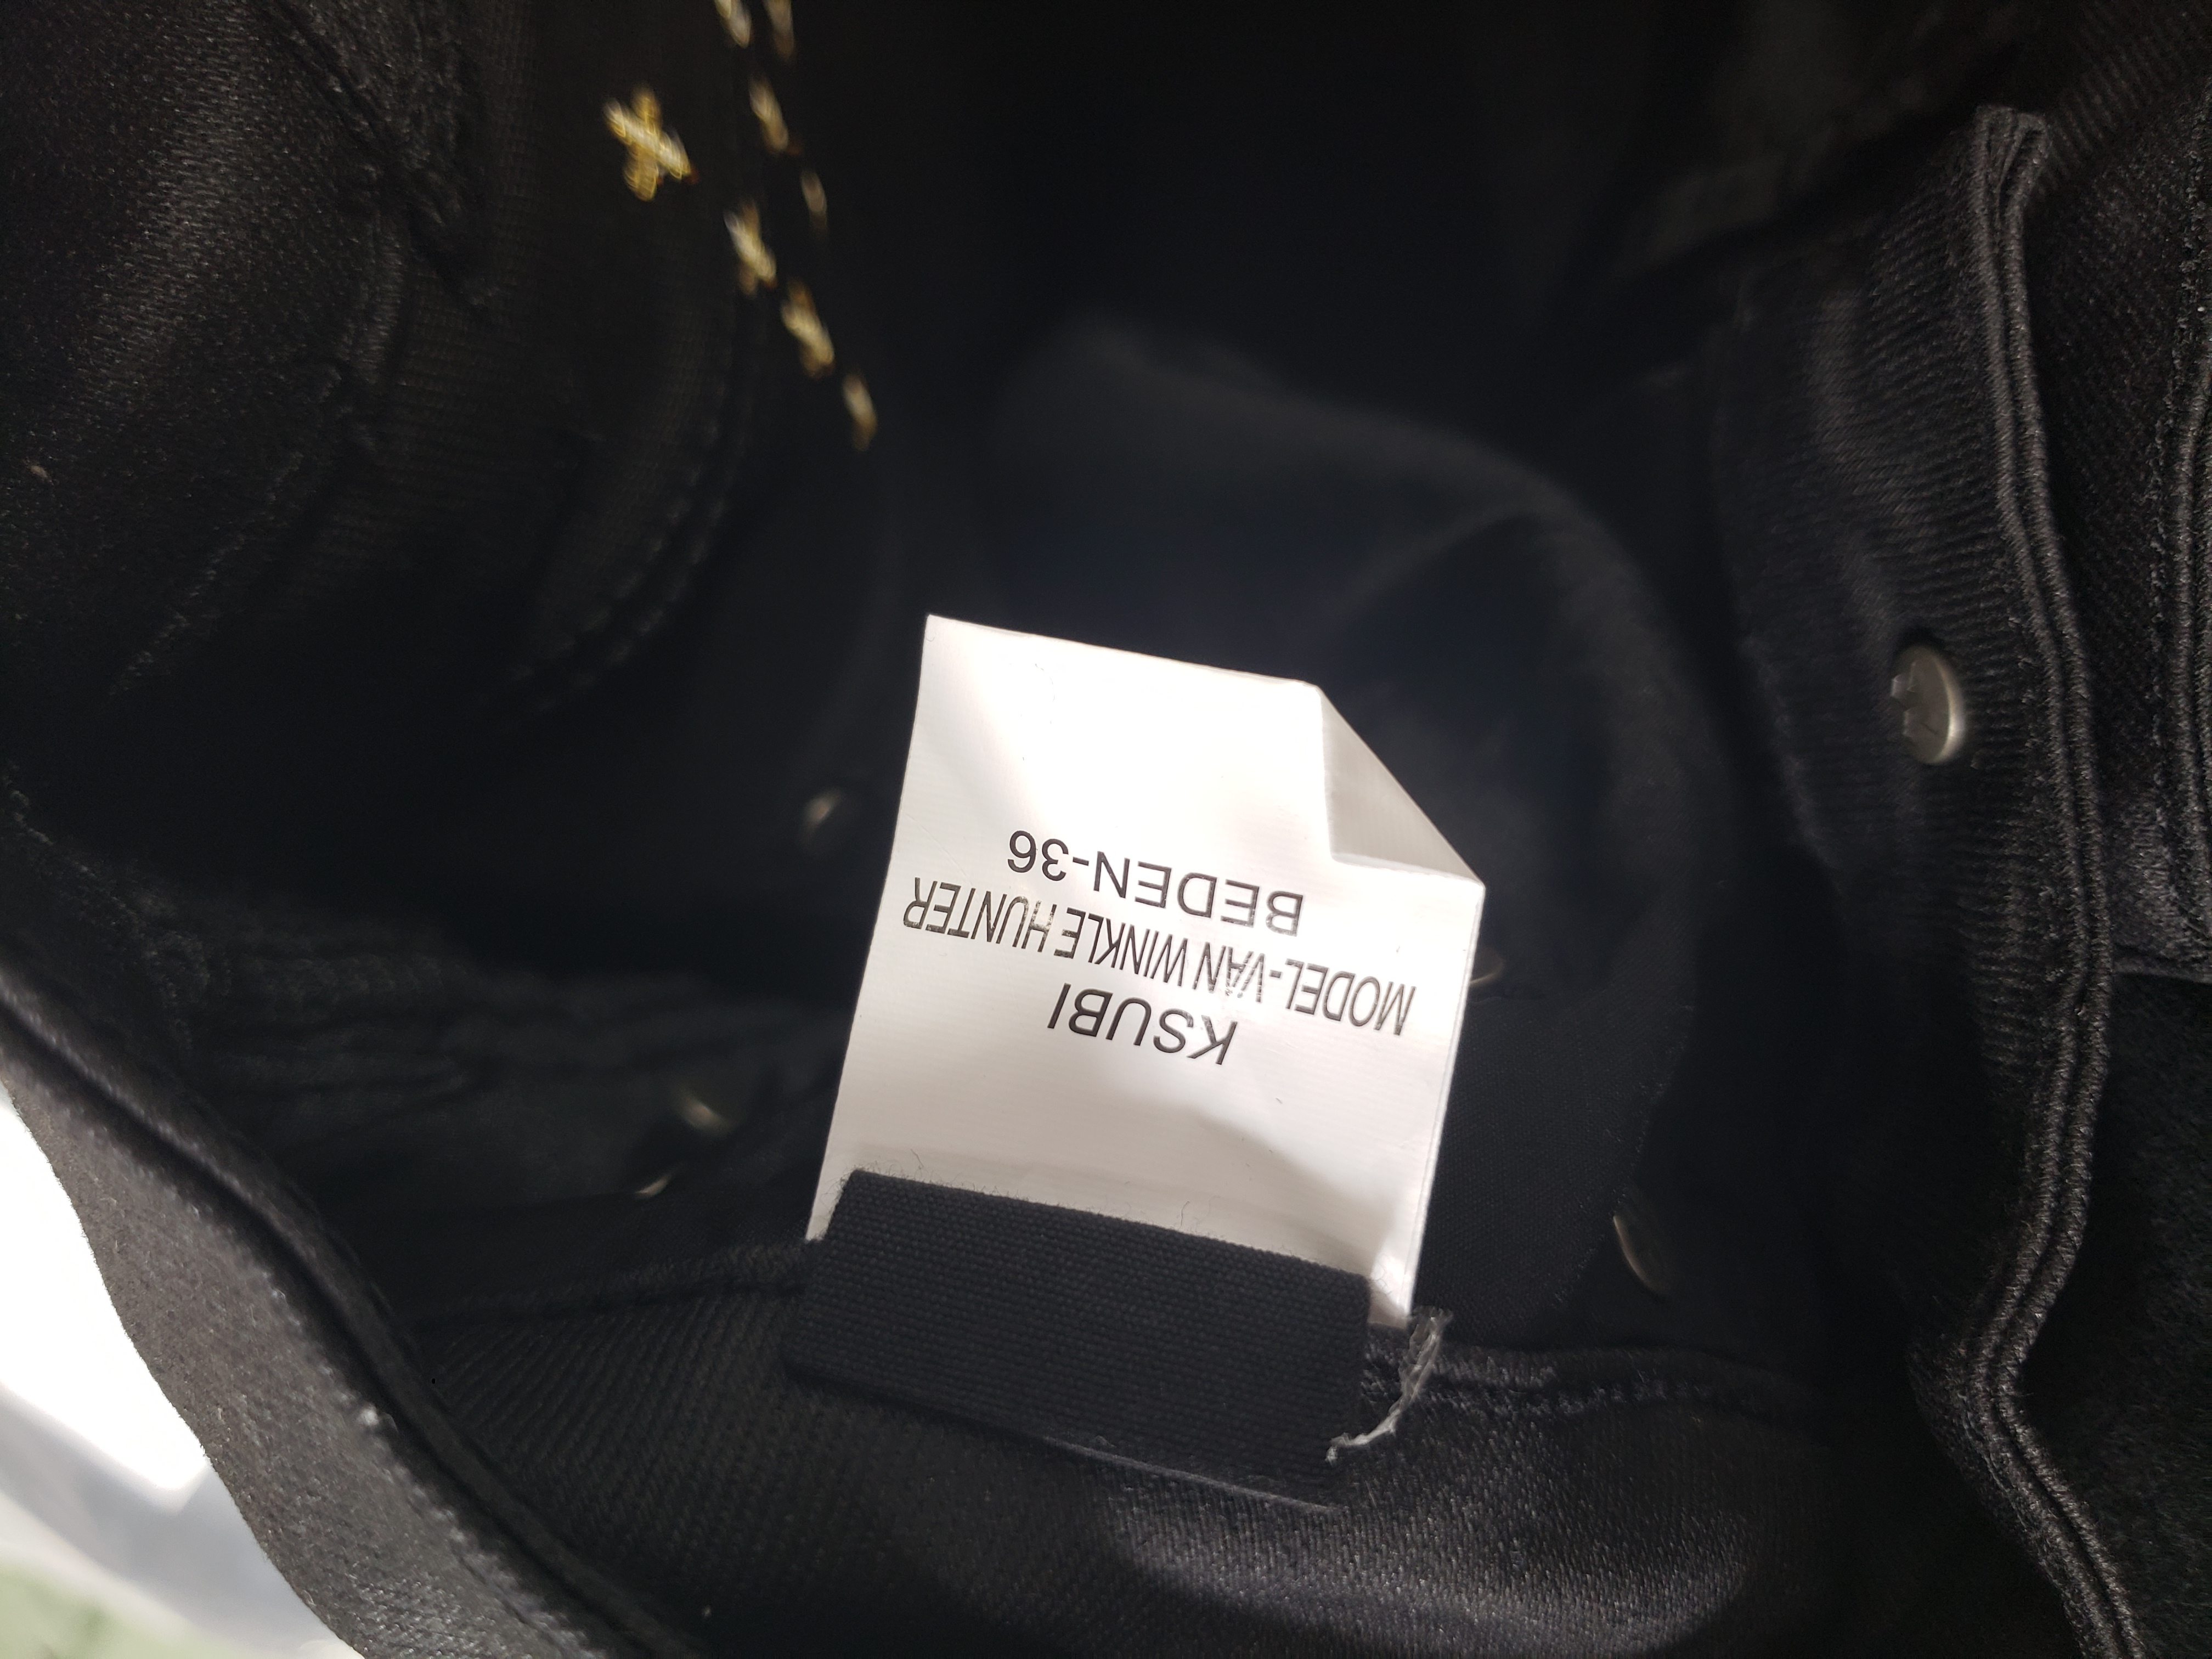 KSUBI
MODEL-VAN WINKLE HUNTER
BEDEN-36